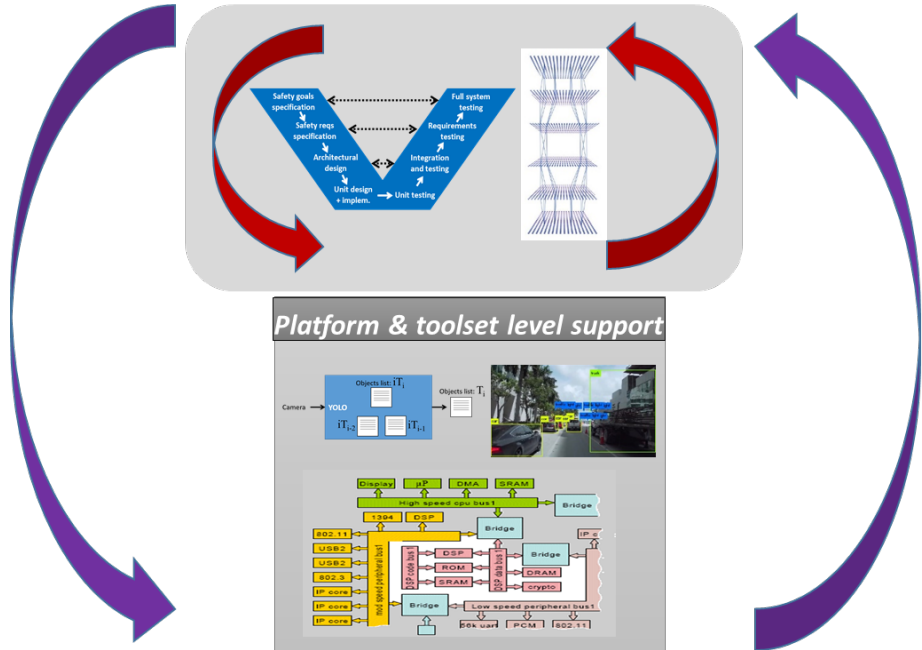 Safety goals
specification
Safety reqs
specification
Architectural
design
Unit design
+ implem.
Unit testing
Integration
and testing
Requirements
testing
Full system
testing
Platform & toolset level support
Camera
YOLO
Objects list: iTi
iTi-2
iTi-1
Objects list: Ti
Display
µP
DMA
SRAM
High speed cpu bus1
Bridge
1394
DSP
Bridge
802.11
USB2
USB2
802.3
IP core
IP core
IP core
mod speed peripheral bus1
DSP code bus1
DSP
ROM
SRAM
DSP data bus1
Bridge
DRAM
crypto
IP
Bridge
Low speed peripheral bus1
56k uart
PCM
802.11